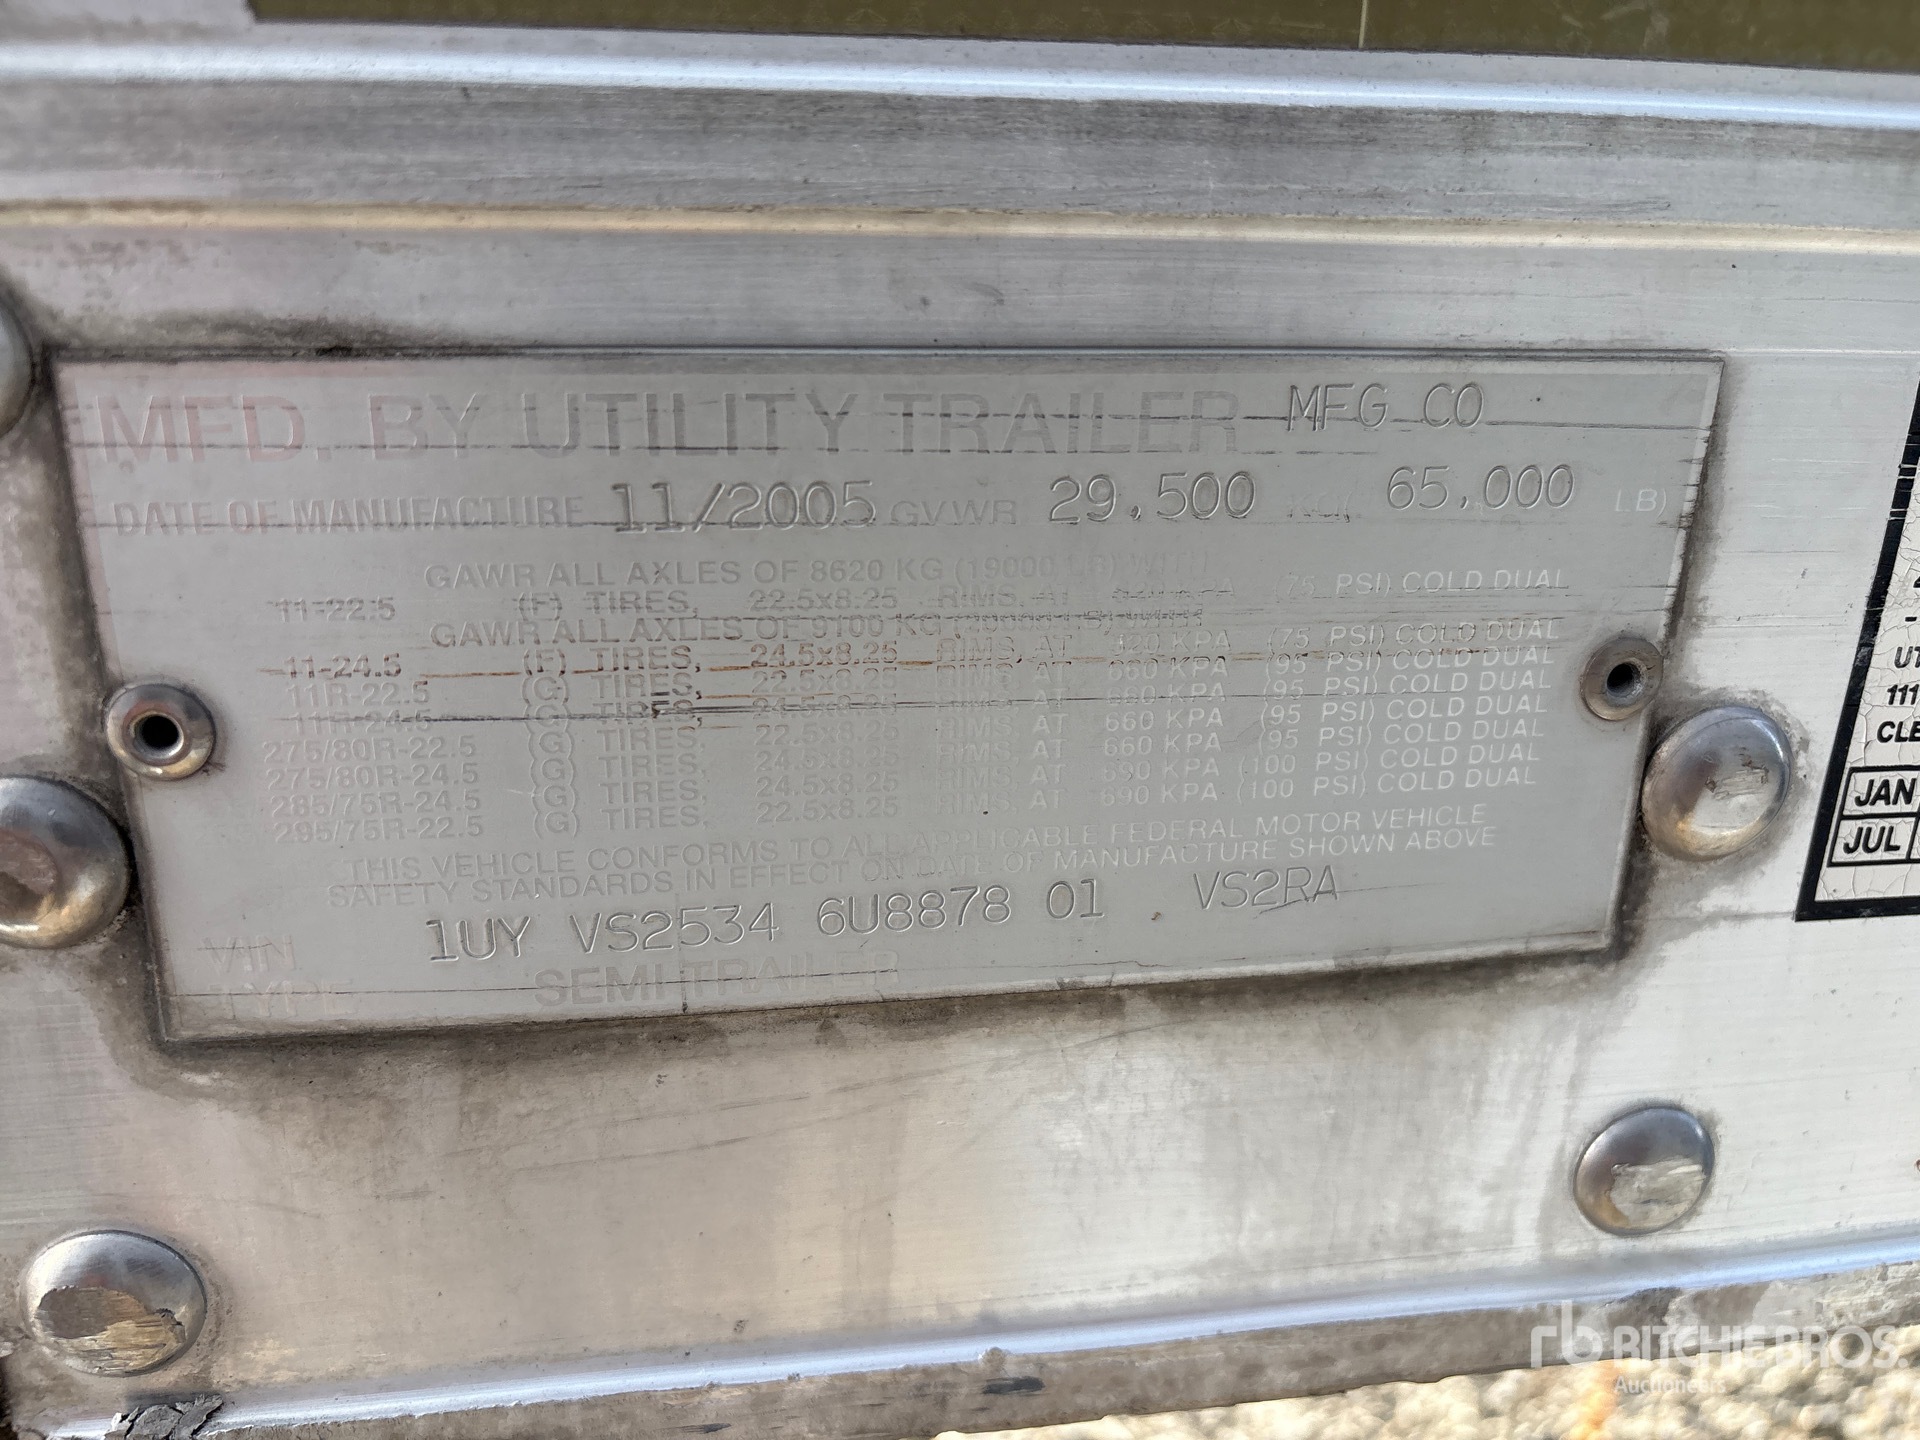 MFD. BY UTILITY TRAILER MFG CO
DATE OF MANUFACTURE 11/2005 GVWR 29,500 KG( 65,000 LB)
GAWR ALL AXLES OF 8620 KG (19000 LB) WITH
11-22.5 (F) TIRES, 22.5x8.25 RIMS, AT 520 KPA (75 PSI) COLD DUAL
GAWR ALL AXLES OF 9100 KG
11-24.5 (F) TIRES, 24.5x8.25 RIMS, AT 520 KPA (75 PSI) COLD DUAL
11R-22.5 (G) TIRES, 22.5x8.25 RIMS, AT 660 KPA (95 PSI) COLD DUAL
11R-24.5 (G) TIRES, 24.5x8.25 RIMS, AT 660 KPA (95 PSI) COLD DUAL
275/80R-22.5 (G) TIRES, 22.5x8.25 RIMS, AT 660 KPA (95 PSI) COLD DUAL
275/80R-24.5 (G) TIRES, 24.5x8.25 RIMS, AT 660 KPA (95 PSI) COLD DUAL
285/75R-24.5 (G) TIRES, 24.5x8.25 RIMS, AT 690 KPA (100 PSI) COLD DUAL
295/75R-22.5 (G) TIRES, 22.5x8.25 RIMS, AT 690 KPA (100 PSI) COLD DUAL
THIS VEHICLE CONFORMS TO ALL APPLICABLE FEDERAL MOTOR VEHICLE
SAFETY STANDARDS IN EFFECT ON DATE OF MANUFACTURE SHOWN ABOVE
VIN 1UY VS2534 6U8878 01 VS2RA
TYPE SEMI-TRAILER
UT
111
CLE
JAN
JUL
rb RITCHIE BROS.
Auctioneers